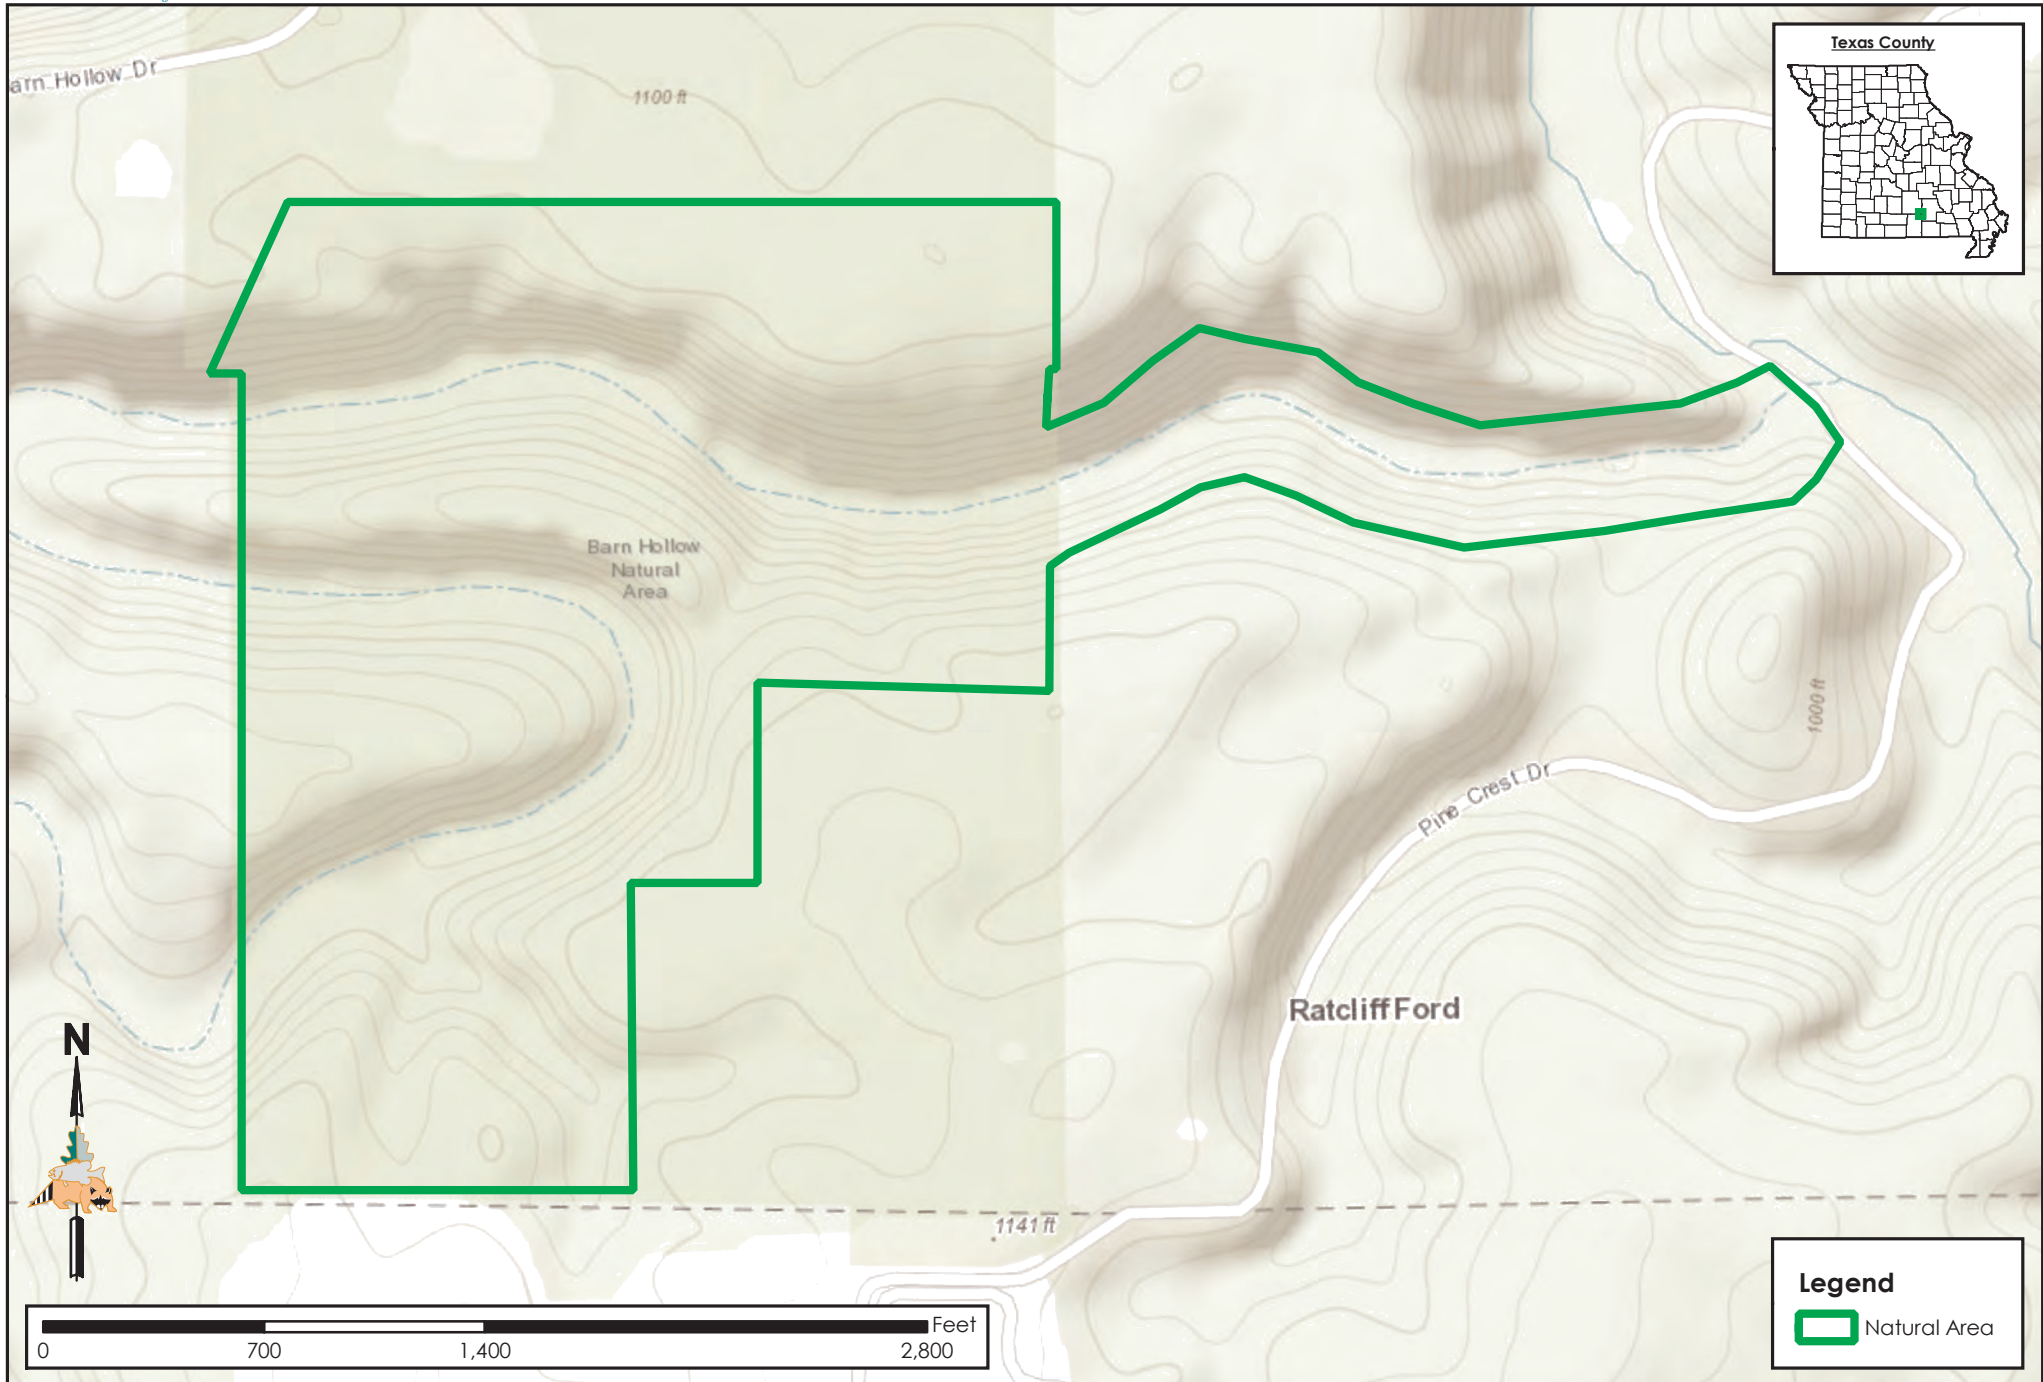 arn Hollow Dr
1100 ft
Texas County
Barn Hollow
Natural
Area
1000 ft
Pine Crest Dr
Ratcliff Ford
N
1141 ft
Feet
0 700 1,400 2,800
Legend
Natural Area